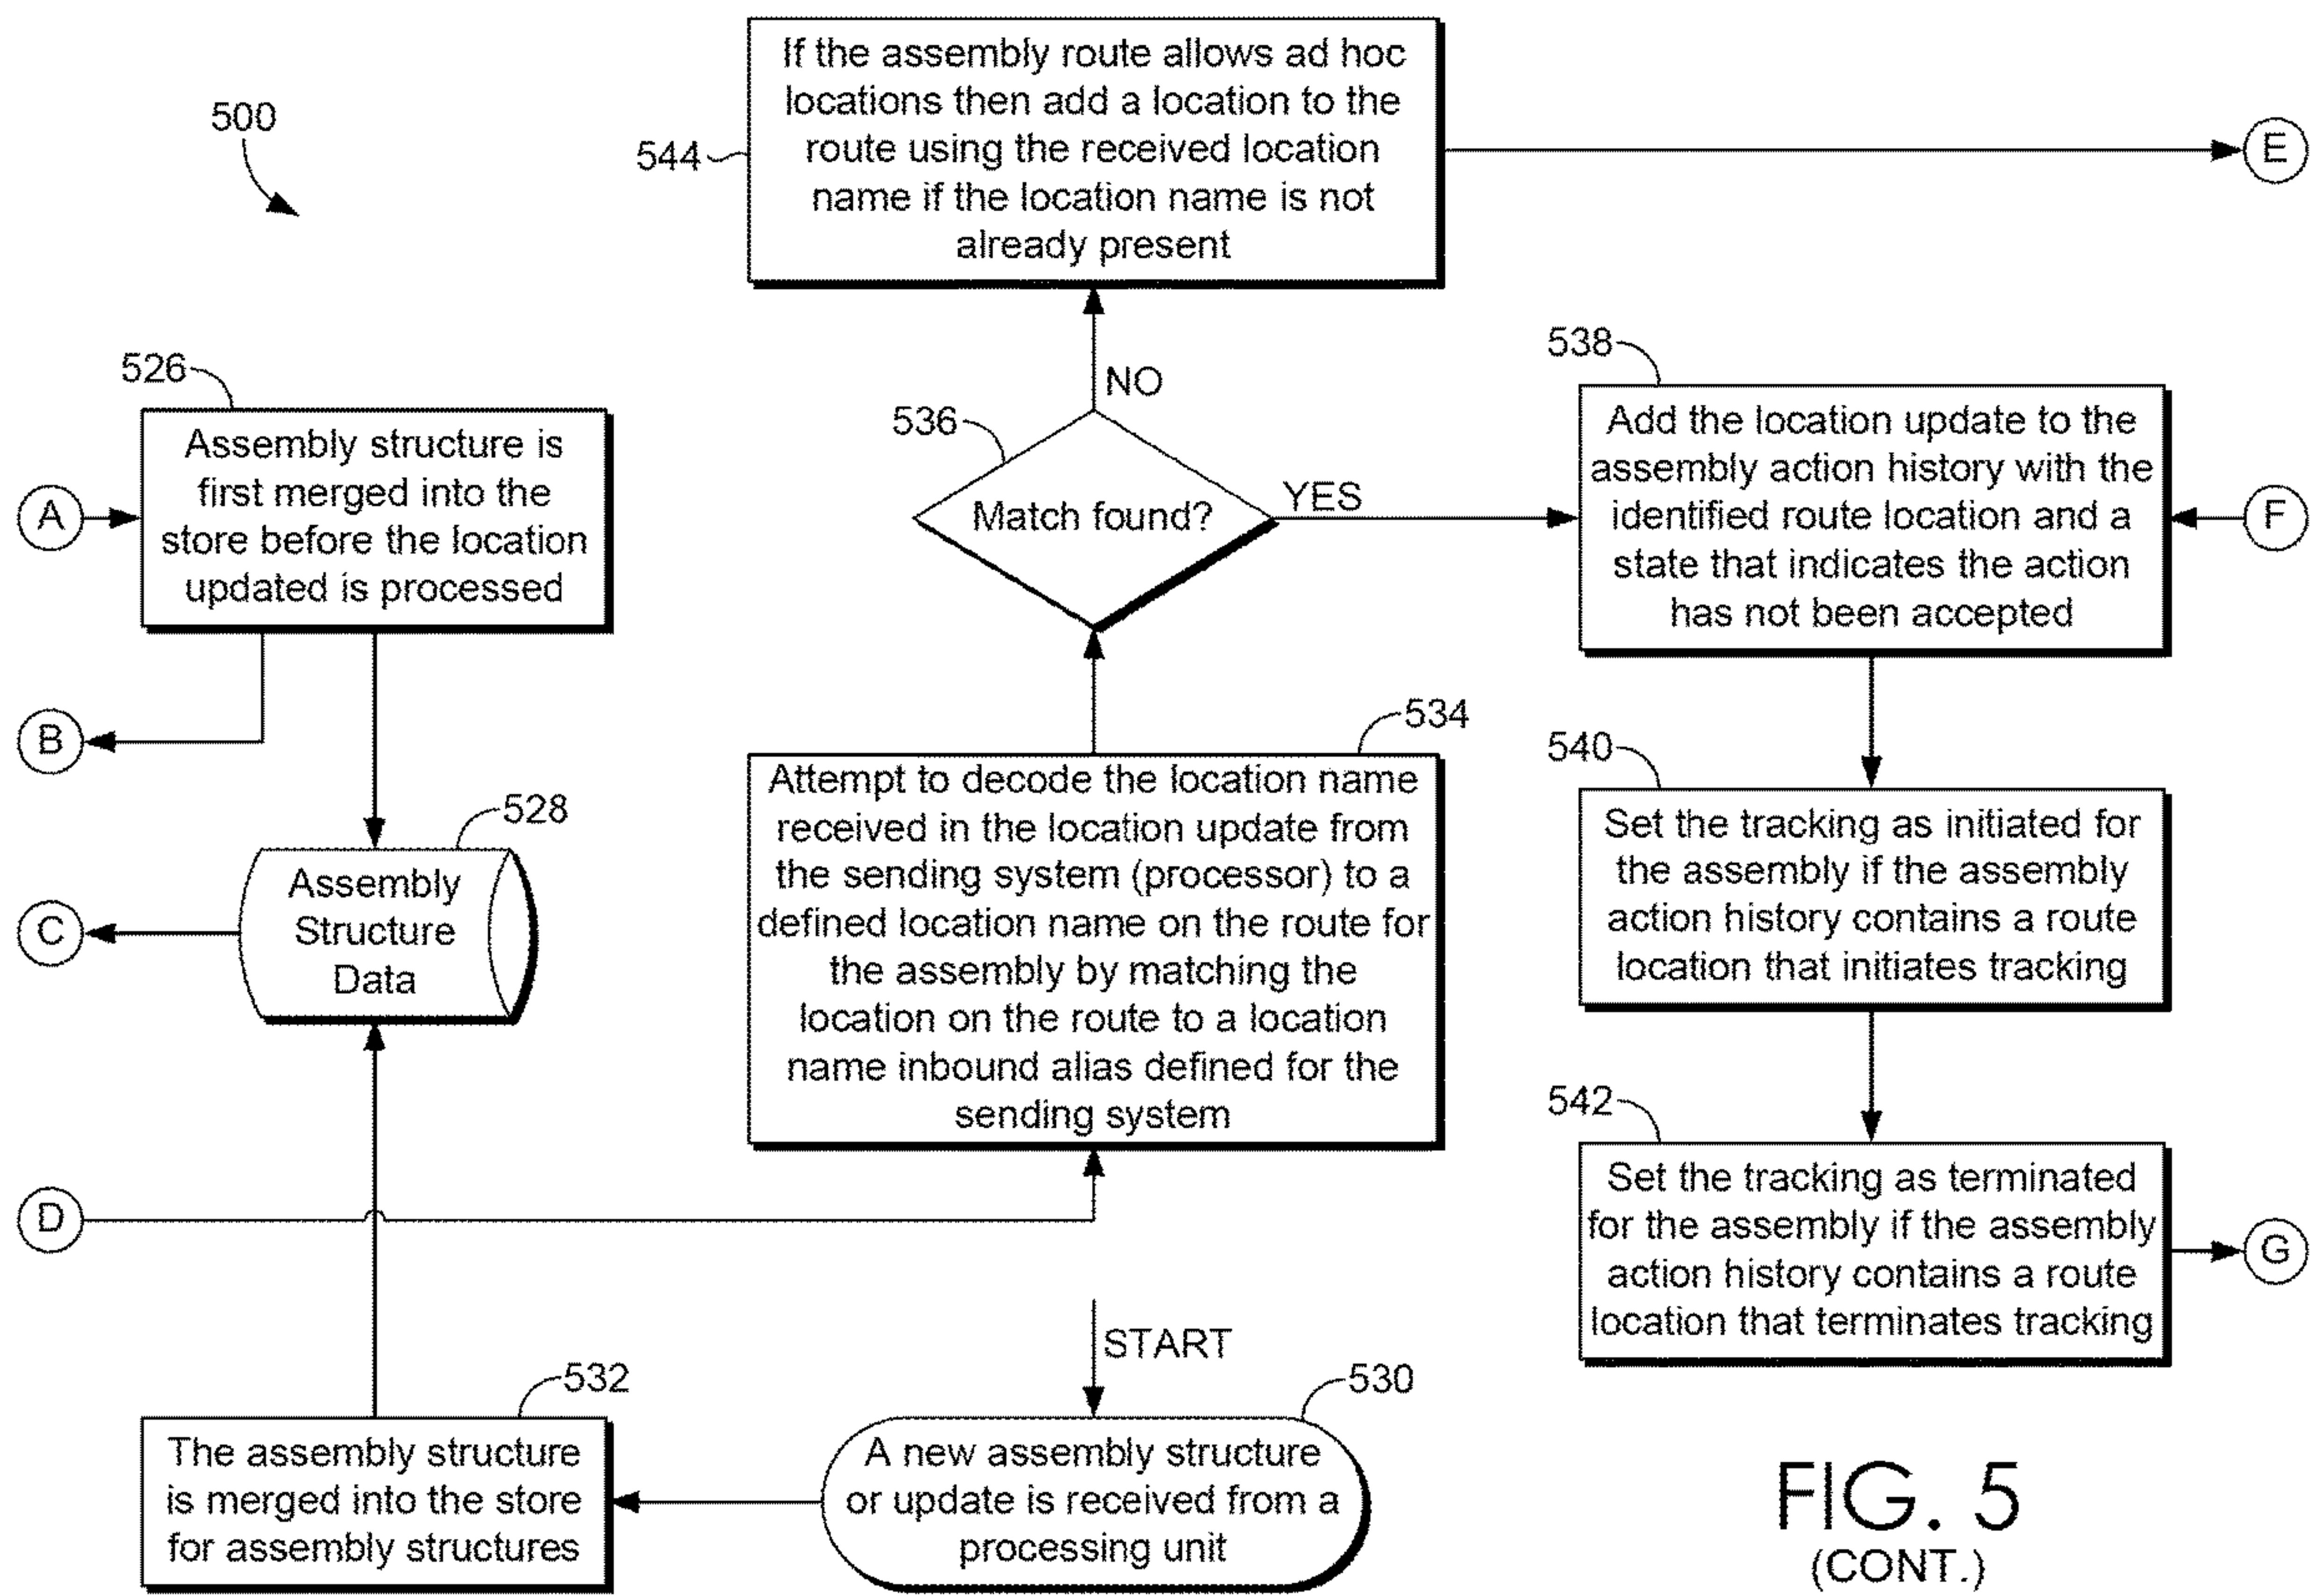 500
544
If the assembly route allows ad hoc
locations then add a location to the
route using the received location
name if the location name is not
already present
E
526
Assembly structure is
first merged into the
store before the location
updated is processed
A
B
C
D
528
Assembly
Structure
Data
NO
536
Match found?
YES
538
Add the location update to the
assembly action history with the
identified route location and a
state that indicates the action
has not been accepted
F
534
Attempt to decode the location name
received in the location update from
the sending system (processor) to a
defined location name on the route for
the assembly by matching the
location on the route to a location
name inbound alias defined for the
sending system
540
Set the tracking as initiated for
the assembly if the assembly
action history contains a route
location that initiates tracking
542
Set the tracking as terminated
for the assembly if the assembly
action history contains a route
location that terminates tracking
G
START
532
The assembly structure
is merged into the store
for assembly structures
530
A new assembly structure
or update is received from a
processing unit
FIG. 5
(CONT.)